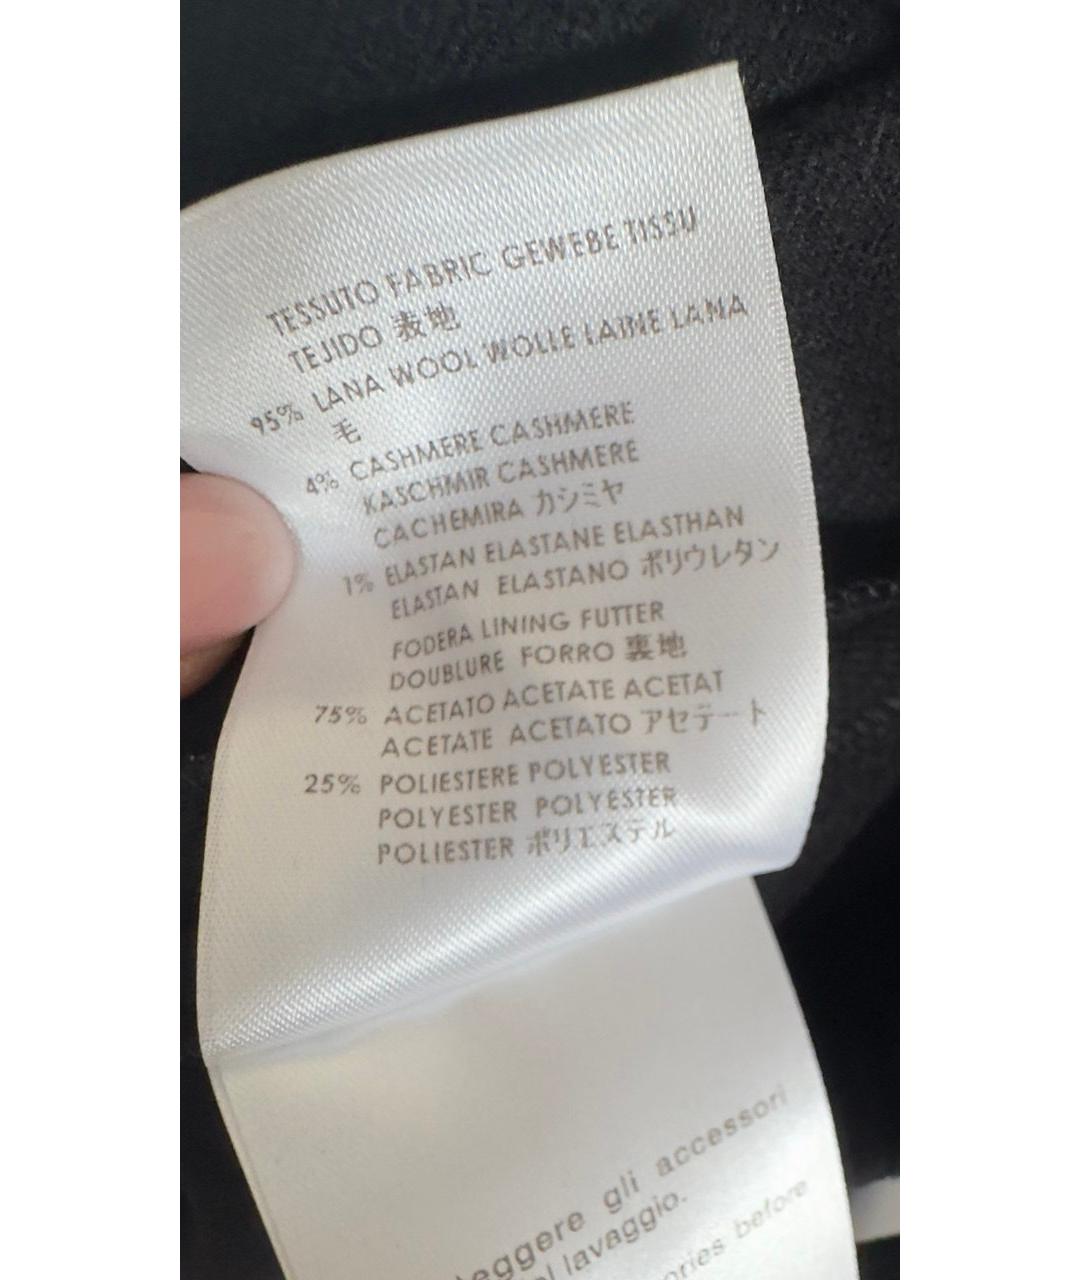 TESSUTO FABRIC GEWEBE TISSU
TEJIDO 表地
95% LANA WOOL WOLLE LAINE LANA
毛
4% CASHMERE CASHMERE
KASCHMIR CASHMERE
CACHEMIRA カシミヤ
1% ELASTAN ELASTANE ELASTHAN
ELASTAN ELASTANO ポリウレタン
FODERA LINING FUTTER
DOUBLURE FORRO 裏地
75% ACETATO ACETATE ACETAT
ACETATE ACETATO アセテート
25% POLIESTERE POLYESTER
POLYESTER POLYESTER
POLIESTER ポリエステル
gli accessori
lavaggio.
before